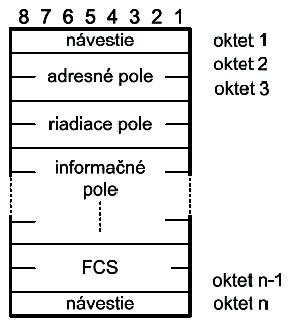 8 7 6 5 4 3 2 1
návestie oktet 1
oktet 2
adresné pole
oktet 3
riadiace pole
informačné
pole
FCS
oktet n-1
návestie oktet n